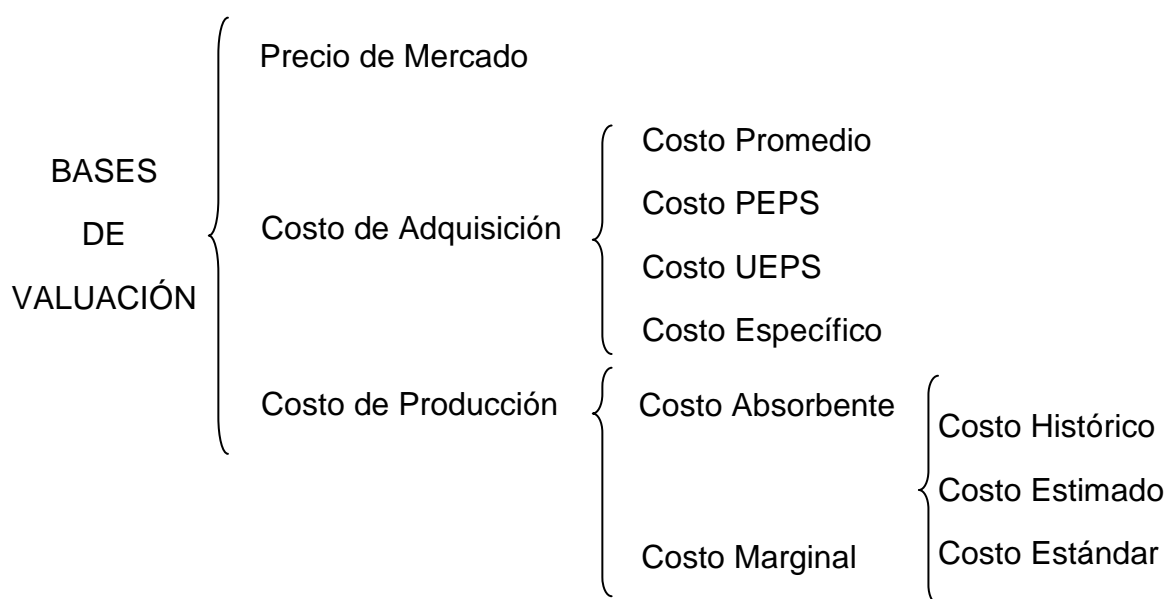 BASES
DE
VALUACIÓN
Precio de Mercado
Costo de Adquisición
Costo Promedio
Costo PEPS
Costo UEPS
Costo Específico
Costo de Producción
Costo Absorbente
Costo Marginal
Costo Histórico
Costo Estimado
Costo Estándar